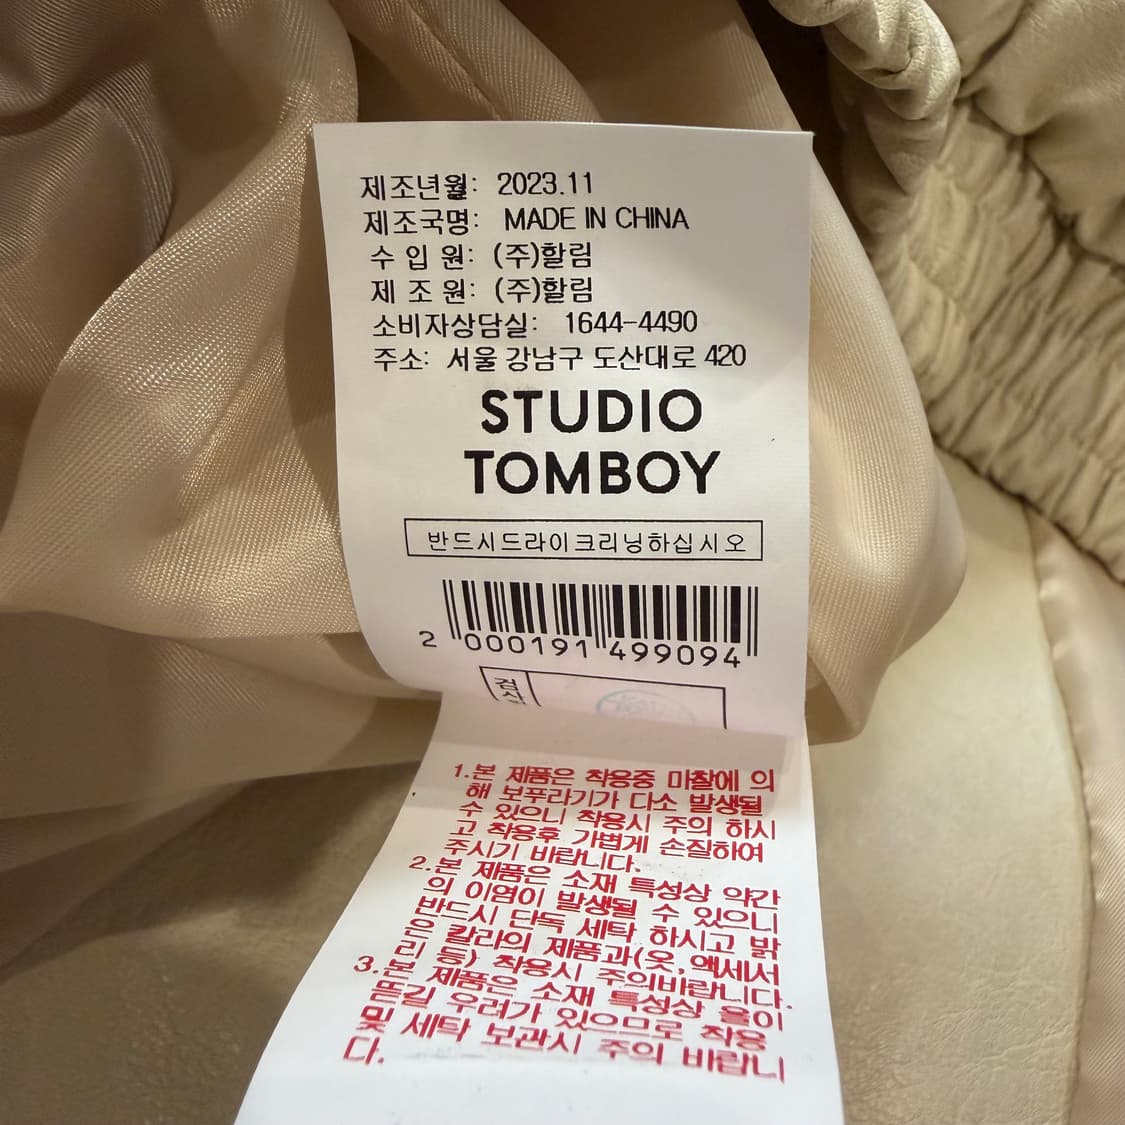 제조년월: 2023.11
제조국명: MADE IN CHINA
수 입 원: (주)할림
제 조 원: (주)할림
소비자상담실: 1644-4490
주소: 서울 강남구 도산대로 420
STUDIO
TOMBOY
반드시드라이크리닝하십시오
2 000191 499094
검사
1.본 제품은 착용중 마찰에 의
해 보푸라기가 다소 발생될
수 있으니 착용시 주의 하시
고 착용후 가볍게 손질하여
주시기 바랍니다.
2.본 제품은 소재 특성상 약간
의 이염이 발생될 수 있으니
반드시 단독 세탁 하시고 밝
은 칼라의 제품과(옷,액세서
리 등) 착용시 주의바랍니다.
3.본 제품은 소재 특성상 올이
뜯길 우려가 있으므로 착용
및 세탁 보관시 주의 바랍니
다.